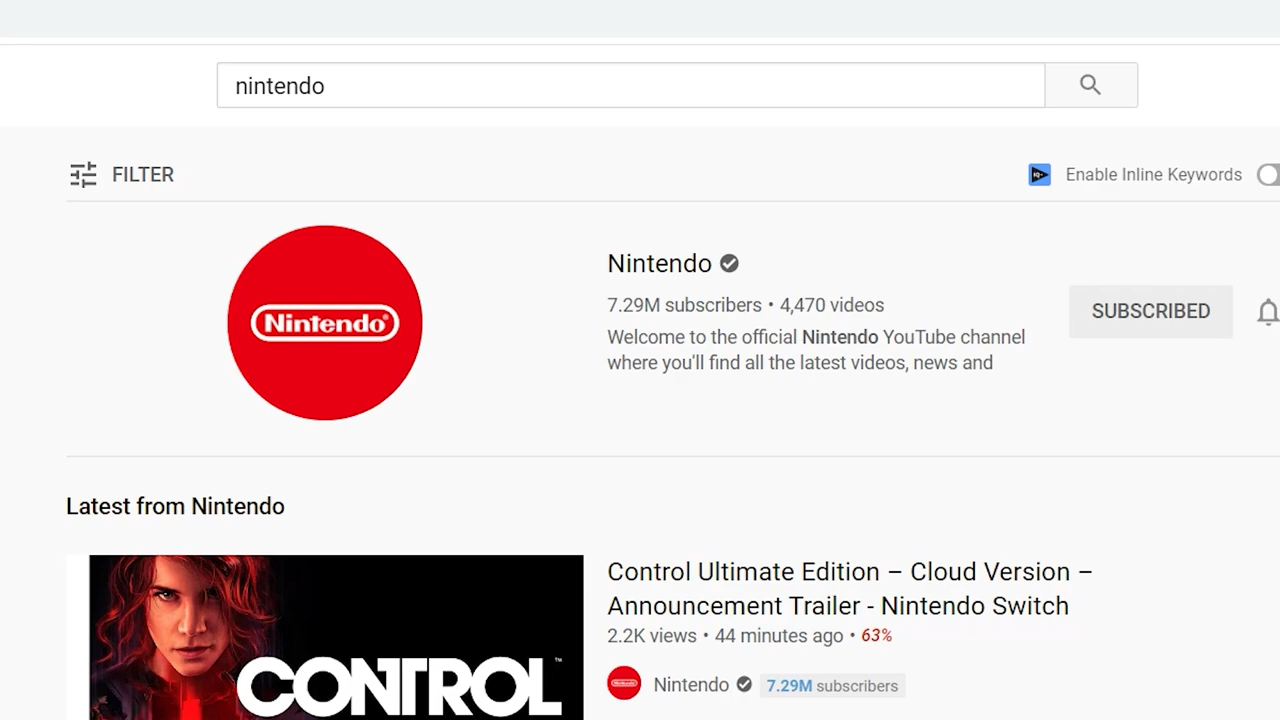 nintendo
FILTER
Enable Inline Keywords
Nintendo
Nintendo®
7.29M subscribers • 4,470 videos
SUBSCRIBED
Welcome to the official Nintendo YouTube channel
where you'll find all the latest videos, news and
Latest from Nintendo
Control Ultimate Edition – Cloud Version –
Announcement Trailer - Nintendo Switch
2.2K views • 44 minutes ago • 63%
CONTROL™
Nintendo
Nintendo 7.29M subscribers